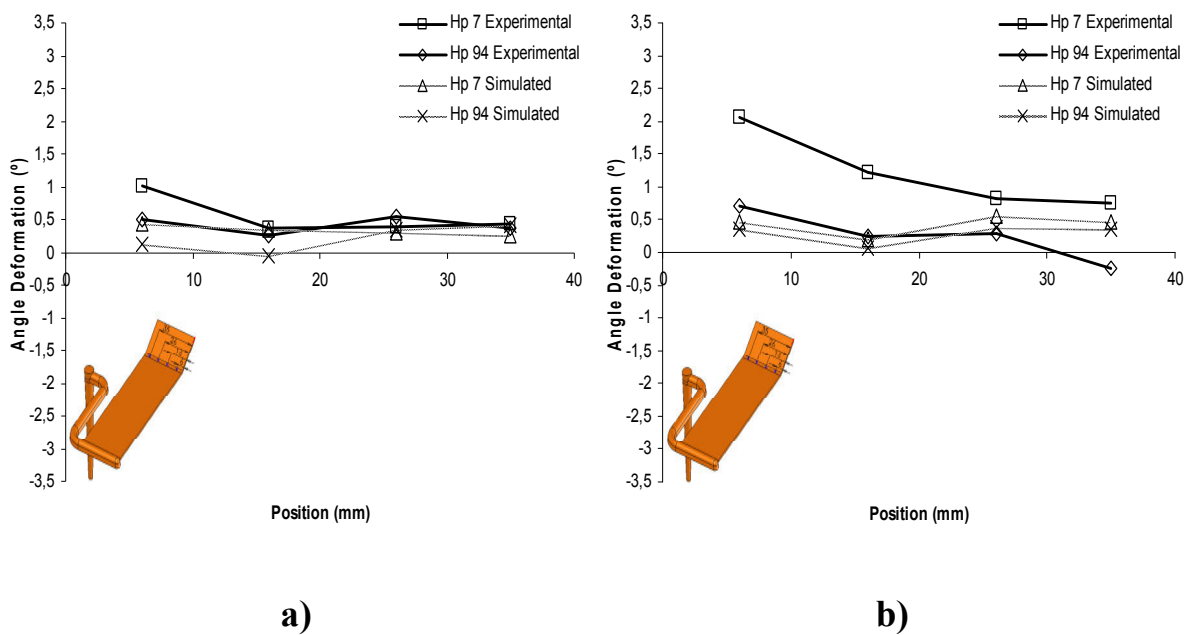 3,5
3
2,5
2
1,5
1
0,5
0
-0,5
-1
-1,5
-2
-2,5
-3
-3,5
0
10
20
30
40
Angle Deformation (º)
Position (mm)
Hp 7 Experimental
Hp 94 Experimental
Hp 7 Simulated
Hp 94 Simulated
a)
3,5
3
2,5
2
1,5
1
0,5
0
-0,5
-1
-1,5
-2
-2,5
-3
-3,5
0
10
20
30
40
Angle Deformation (º)
Position (mm)
Hp 7 Experimental
Hp 94 Experimental
Hp 7 Simulated
Hp 94 Simulated
b)